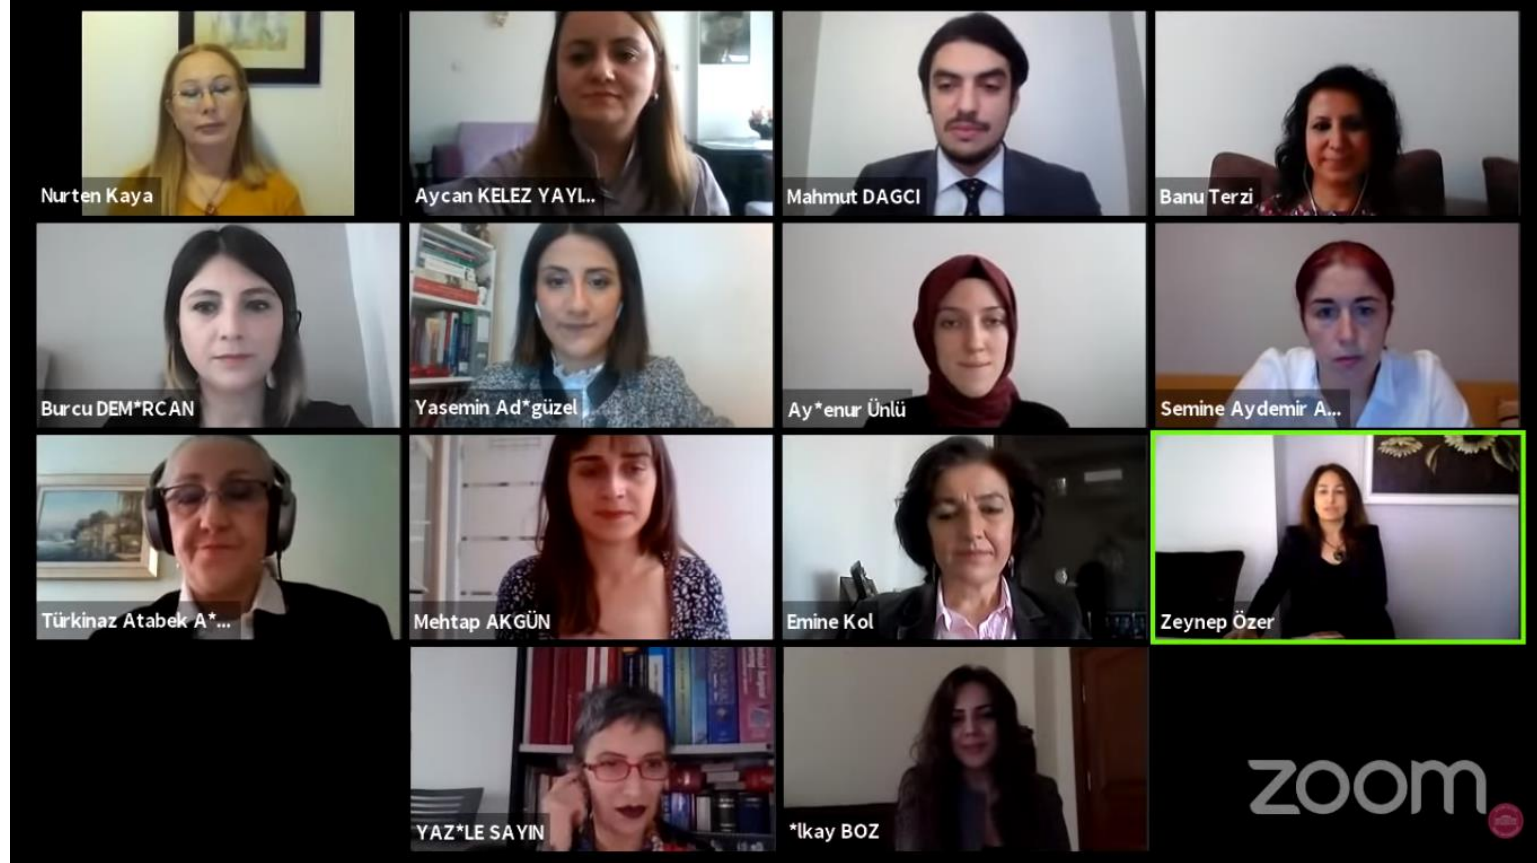 Nurten Kaya
Aycan KELEZ YAYI...
Mahmut DAGCI
Banu Terzi
Burcu DEM*RCAN
Yasemin Ad*güzel
Ay*enur Ünlü
Semine Aydemir A...
Türkinaz Atabek A*...
Mehtap AKGÜN
Emine Kol
Zeynep Özer
YAZ*LE SAYIN
*lkay BOZ
zoom